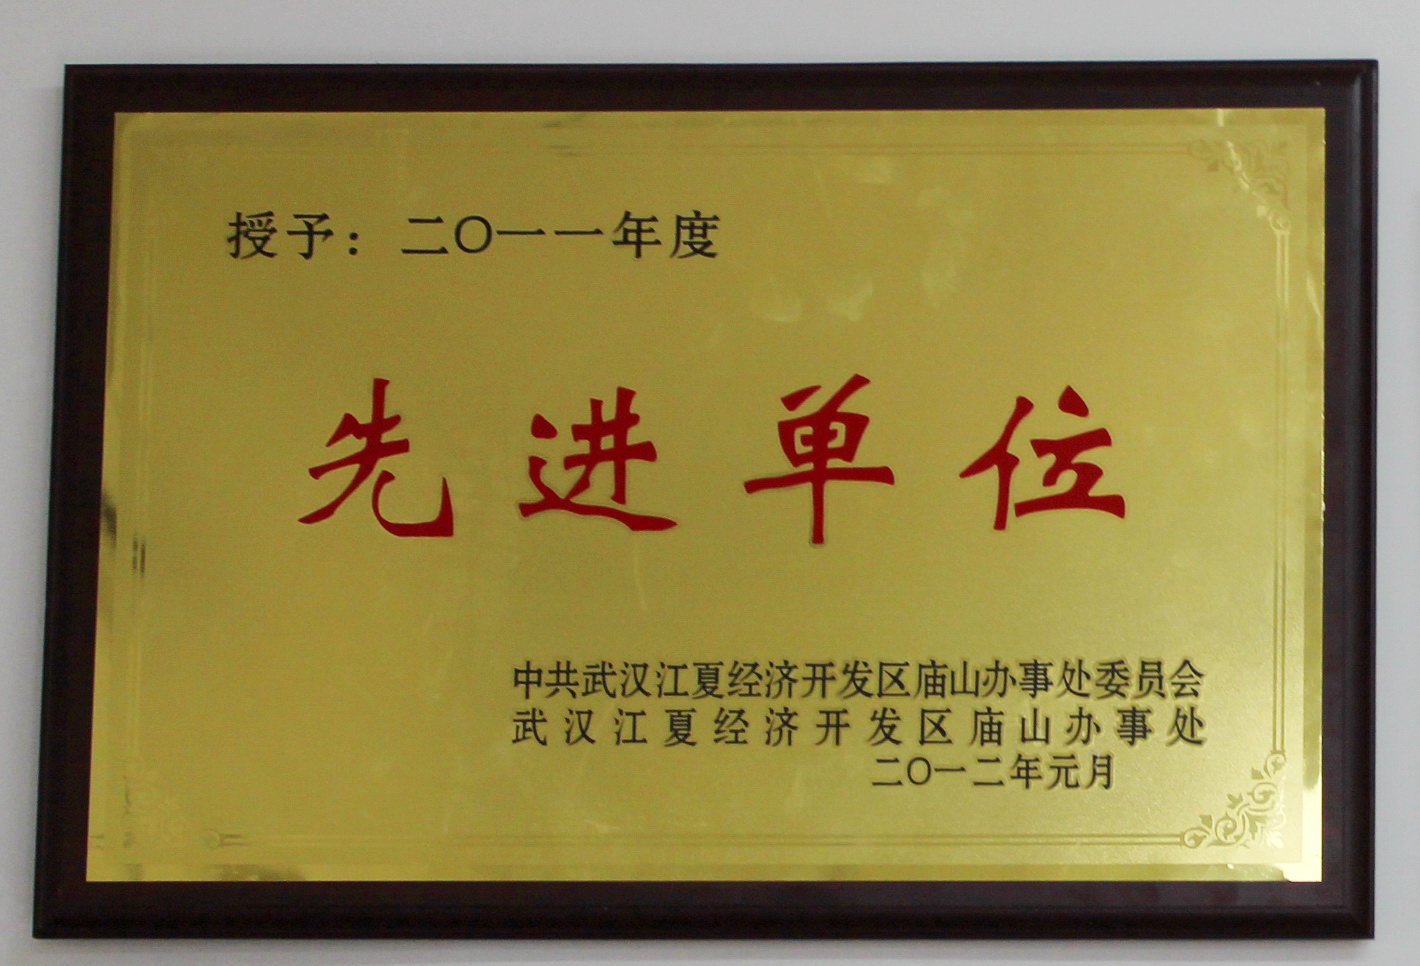 授予：二〇一一年度
先进单位
中共武汉江夏经济开发区庙山办事处委员会
武汉江夏经济开发区庙山办事处
二〇一二年元月